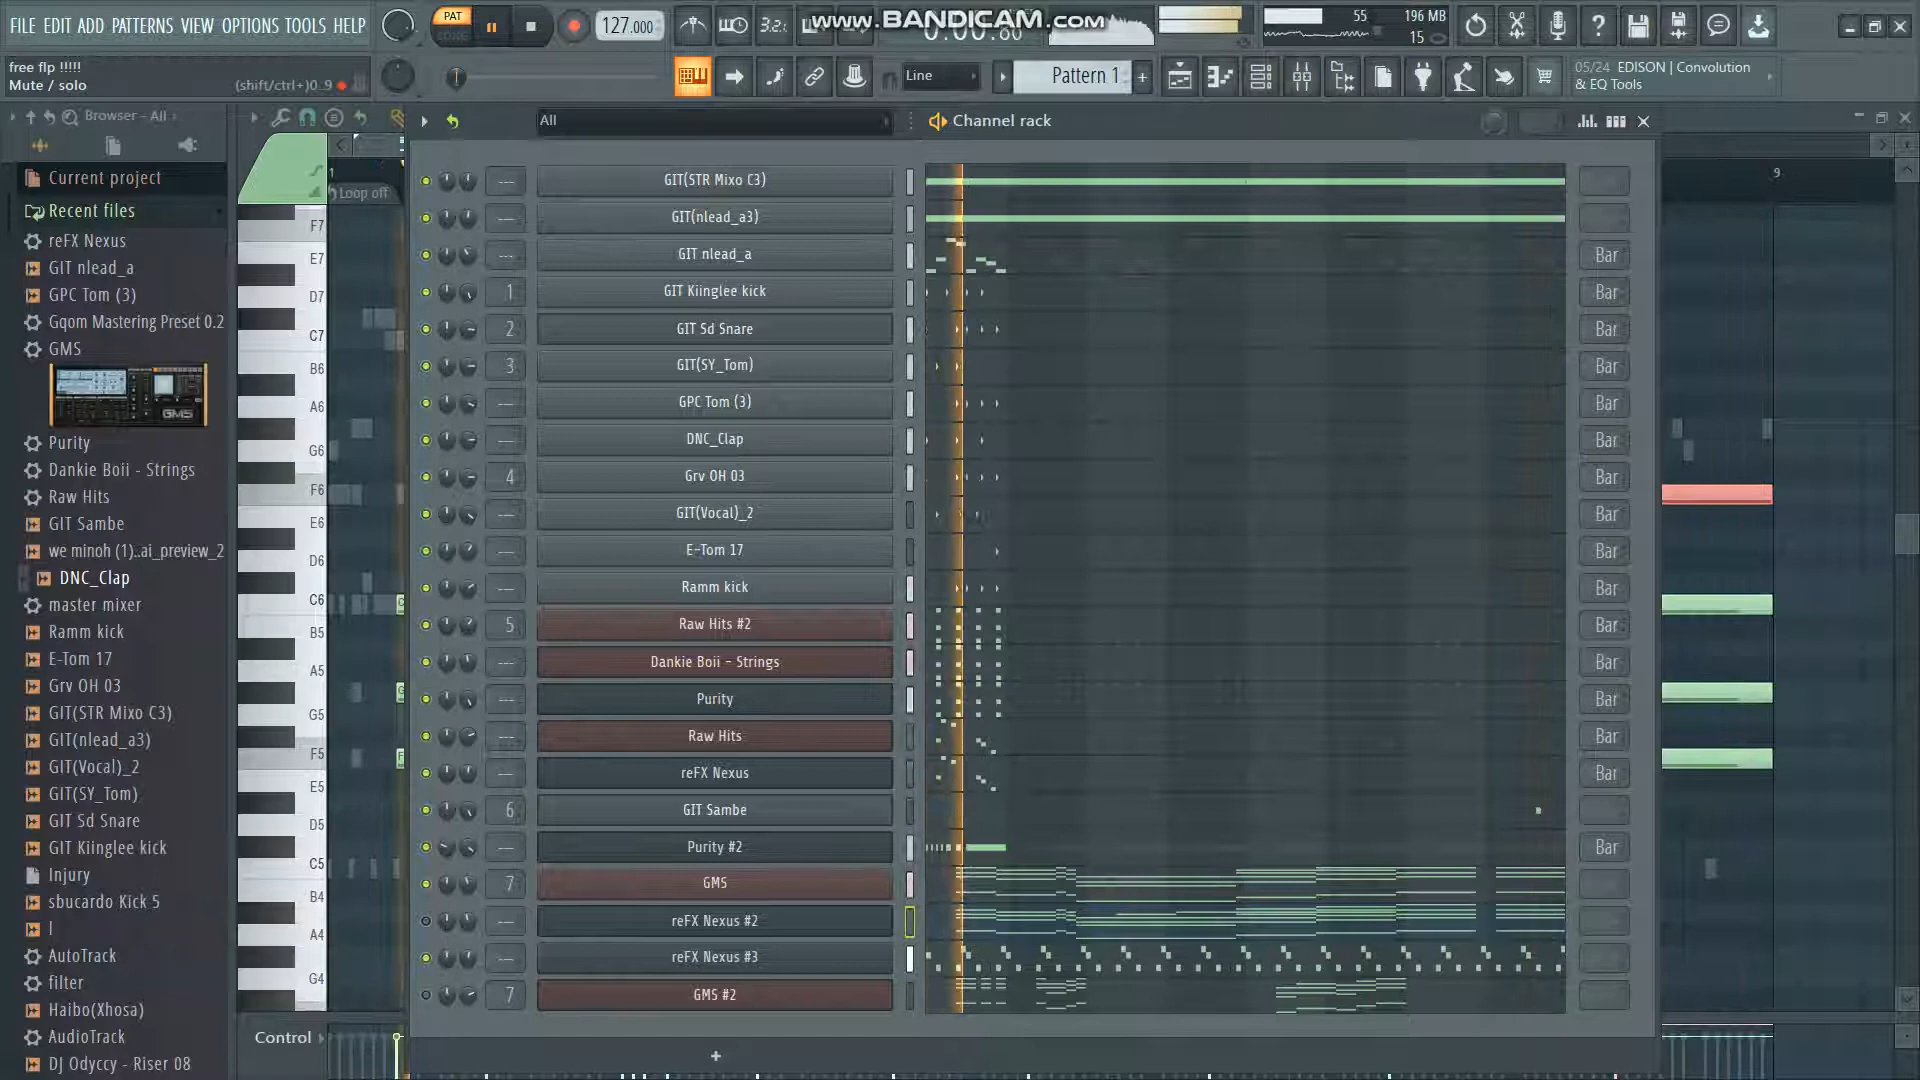 FILE EDIT ADD PATTERNS VIEW OPTIONS TOOLS HELP
PAT
SONG
127.000
3.2.
www.BANDICAM.com
55
196 MB
15
free flp !!!!!
Mute / solo
(shift/ctrl+)0..9
Line
Pattern 1
+
05/24 EDISON | Convolution
& EQ Tools
Browser - All
All
Channel rack
Current project
Recent files
reFX Nexus
GIT nlead_a
GPC Tom (3)
Gqom Mastering Preset 0.2
GMS
GMS
Purity
Dankie Boii - Strings
Raw Hits
GIT Sambe
we minoh (1)..ai_preview_2
DNC_Clap
master mixer
Ramm kick
E-Tom 17
Grv OH 03
GIT(STR Mixo C3)
GIT(nlead_a3)
GIT(Vocal)_2
GIT(SY_Tom)
GIT Sd Snare
GIT Kiinglee kick
Injury
sbucardo Kick 5
l
AutoTrack
filter
Haibo(Xhosa)
AudioTrack
DJ Odyccy - Riser 08
1
Loop off
F7
E7
D7
C7
B6
A6
G6
F6
E6
D6
C6
B5
A5
G5
F5
E5
D5
C5
B4
A4
G4
Control
--- GIT(STR Mixo C3)
--- GIT(nlead_a3)
--- GIT nlead_a Bar
1 GIT Kiinglee kick Bar
2 GIT Sd Snare Bar
3 GIT(SY_Tom) Bar
--- GPC Tom (3) Bar
--- DNC_Clap Bar
4 Grv OH 03 Bar
--- GIT(Vocal)_2 Bar
--- E-Tom 17 Bar
--- Ramm kick Bar
5 Raw Hits #2 Bar
--- Dankie Boii - Strings Bar
--- Purity Bar
--- Raw Hits Bar
--- reFX Nexus Bar
6 GIT Sambe
--- Purity #2 Bar
7 GMS
--- reFX Nexus #2
--- reFX Nexus #3
7 GMS #2
+
9